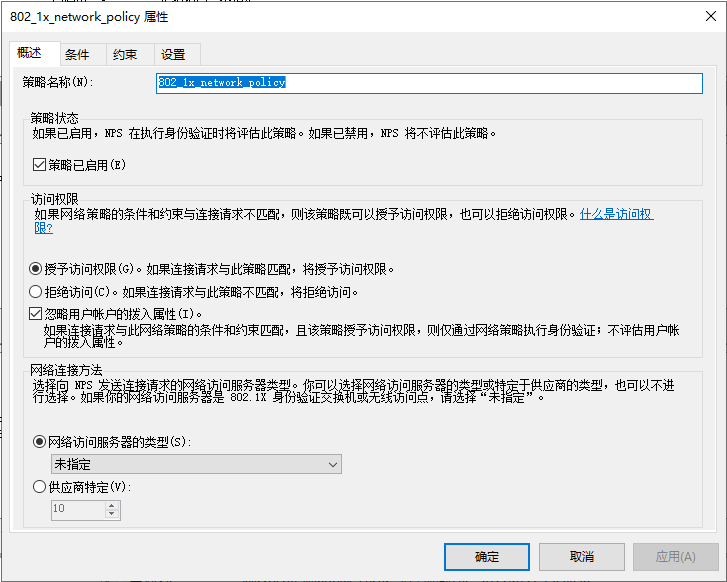 802_1x_network_policy 属性
概述 条件 约束 设置
策略名称(N): 802_1x_network_policy
策略状态
如果已启用，NPS 在执行身份验证时将评估此策略。如果已禁用，NPS 将不评估此策略。
策略已启用(E)
访问权限
如果网络策略的条件和约束与连接请求不匹配，则该策略既可以授予访问权限，也可以拒绝访问权限。什么是访问权
限?
授予访问权限(G)。如果连接请求与此策略匹配，将授予访问权限。
拒绝访问(C)。如果连接请求与此策略不匹配，将拒绝访问。
忽略用户帐户的拨入属性(I)。
如果连接请求与此网络策略的条件和约束匹配，且该策略授予访问权限，则仅通过网络策略执行身份验证；不评估用户帐
户的拨入属性。
网络连接方法
选择向 NPS 发送连接请求的网络访问服务器类型。你可以选择网络访问服务器的类型或特定于供应商的类型，也可以不进
行选择。如果你的网络访问服务器是 802.1X 身份验证交换机或无线访问点，请选择“未指定”。
网络访问服务器的类型(S):
未指定
供应商特定(V):
10
确定 取消 应用(A)